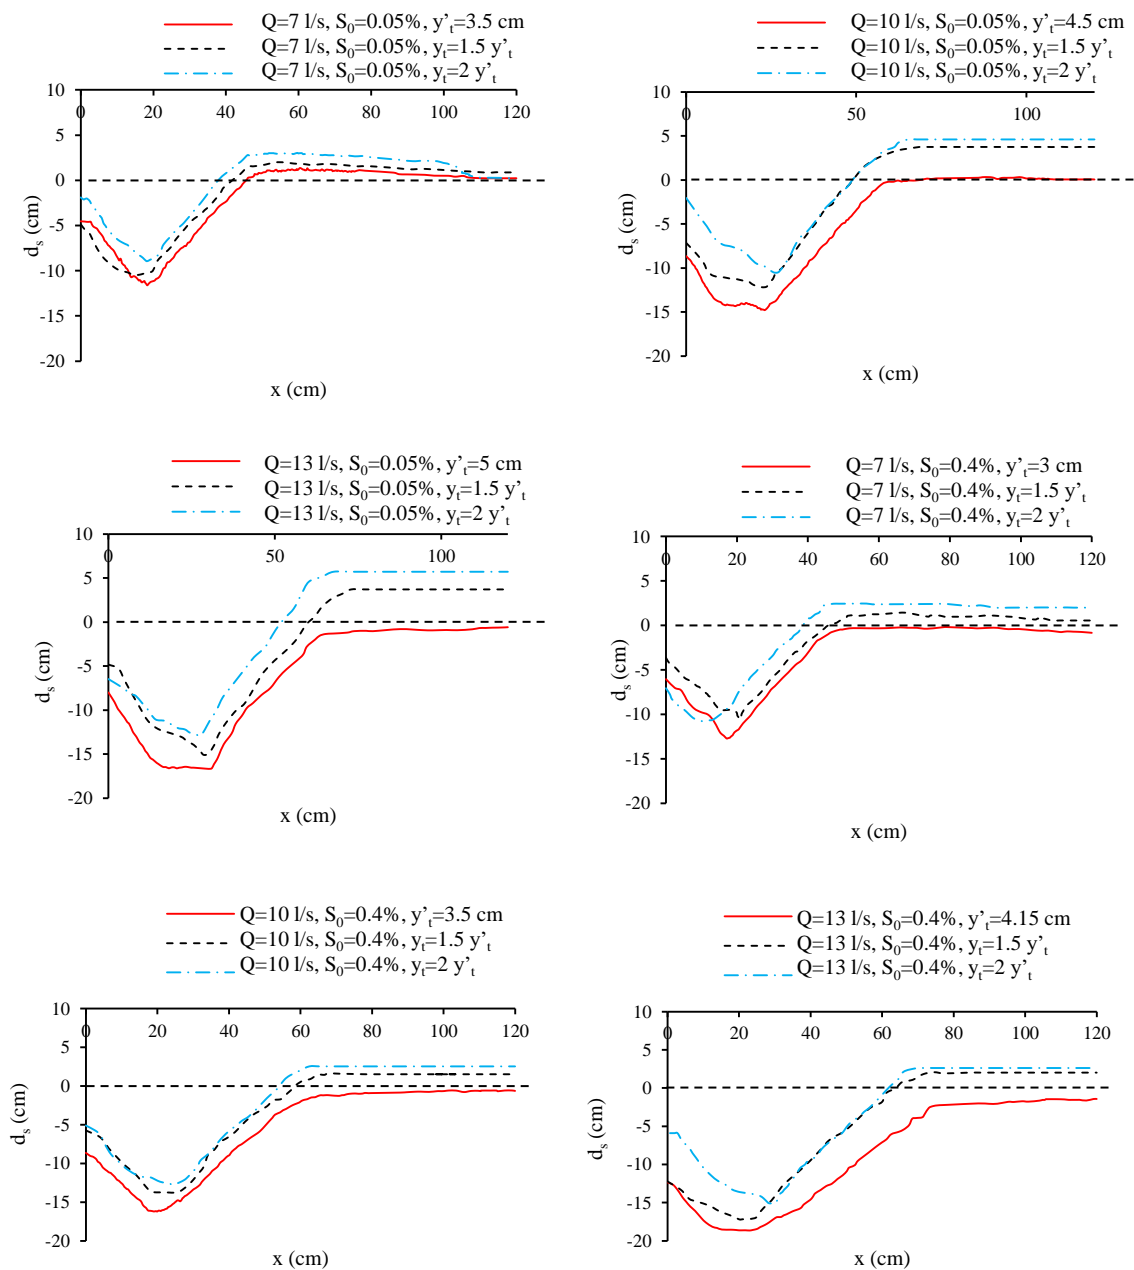 Q=7 l/s, S₀=0.05%, y’ₜ=3.5 cm
Q=7 l/s, S₀=0.05%, yₜ=1.5 y’ₜ
Q=7 l/s, S₀=0.05%, yₜ=2 y’ₜ
10
0 20 40 60 80 100 120
5
0
-5
-10
-15
-20
dₛ (cm)
x (cm)
Q=10 l/s, S₀=0.05%, y’ₜ=4.5 cm
Q=10 l/s, S₀=0.05%, yₜ=1.5 y’ₜ
Q=10 l/s, S₀=0.05%, yₜ=2 y’ₜ
10
0 50 100
5
0
-5
-10
-15
-20
dₛ (cm)
x (cm)
Q=13 l/s, S₀=0.05%, y’ₜ=5 cm
Q=13 l/s, S₀=0.05%, yₜ=1.5 y’ₜ
Q=13 l/s, S₀=0.05%, yₜ=2 y’ₜ
10
0 50 100
5
0
-5
-10
-15
-20
dₛ (cm)
x (cm)
Q=7 l/s, S₀=0.4%, y’ₜ=3 cm
Q=7 l/s, S₀=0.4%, yₜ=1.5 y’ₜ
Q=7 l/s, S₀=0.4%, yₜ=2 y’ₜ
10
0 20 40 60 80 100 120
5
0
-5
-10
-15
-20
dₛ (cm)
x (cm)
Q=10 l/s, S₀=0.4%, y’ₜ=3.5 cm
Q=10 l/s, S₀=0.4%, yₜ=1.5 y’ₜ
Q=10 l/s, S₀=0.4%, yₜ=2 y’ₜ
10
0 20 40 60 80 100 120
5
0
-5
-10
-15
-20
dₛ (cm)
x (cm)
Q=13 l/s, S₀=0.4%, y’ₜ=4.15 cm
Q=13 l/s, S₀=0.4%, yₜ=1.5 y’ₜ
Q=13 l/s, S₀=0.4%, yₜ=2 y’ₜ
10
0 20 40 60 80 100 120
5
0
-5
-10
-15
-20
dₛ (cm)
x (cm)